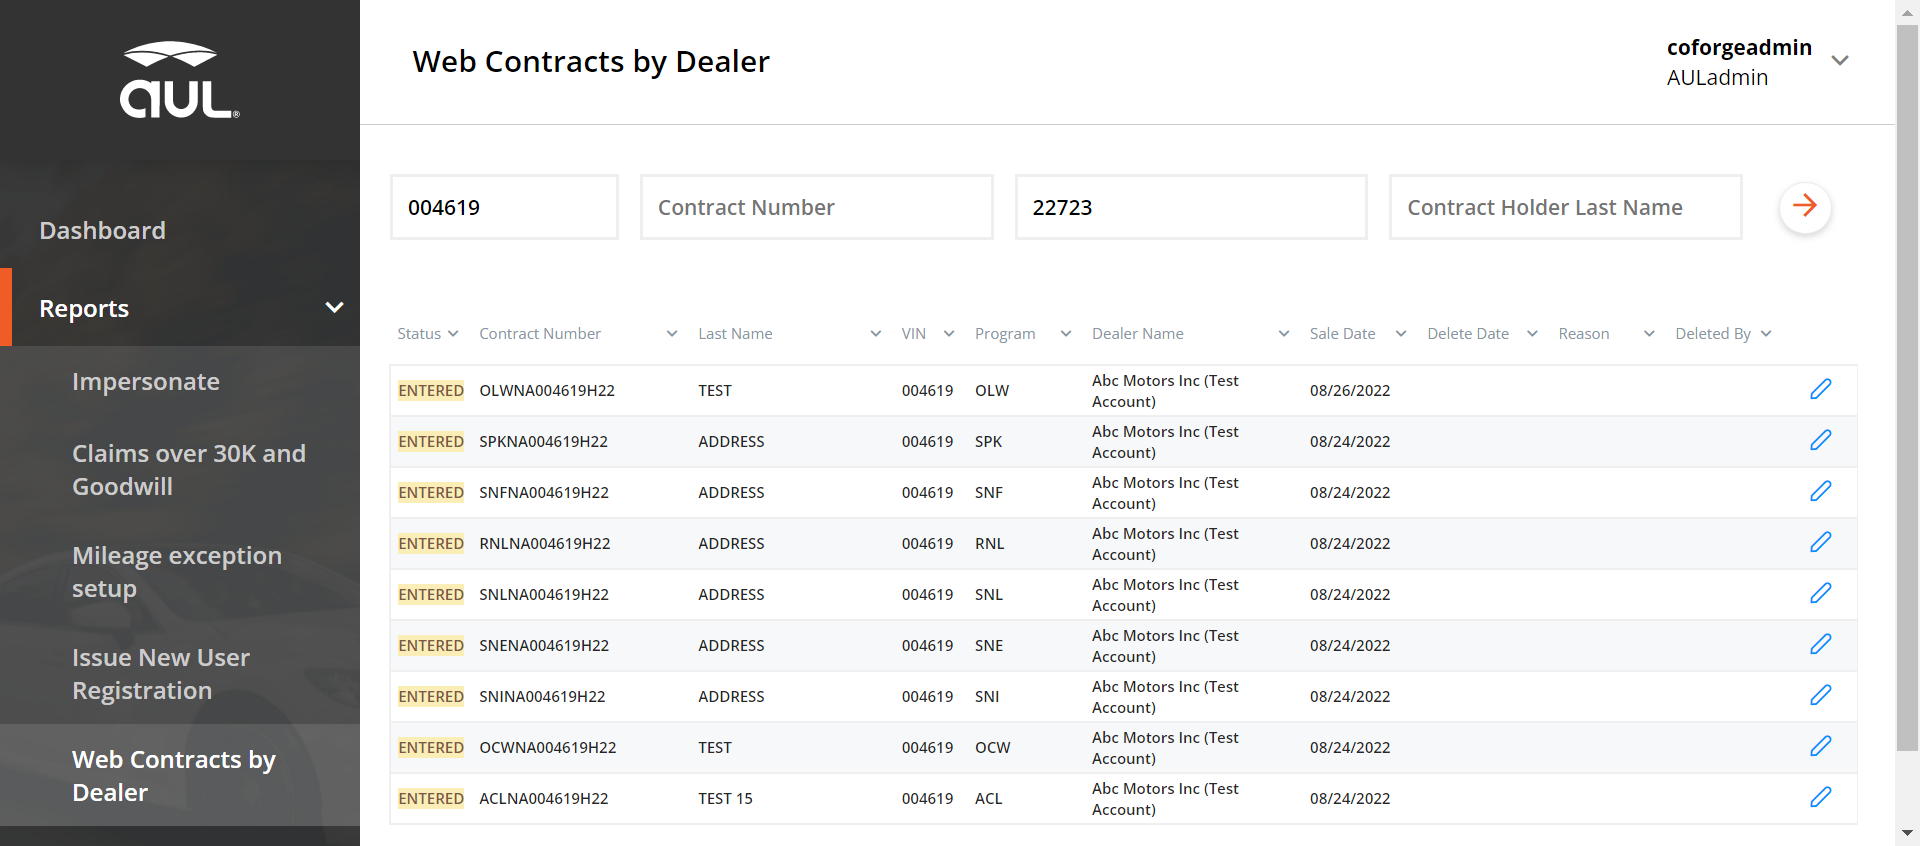 aUL®
Dashboard
Reports
Impersonate
Claims over 30K and
Goodwill
Mileage exception
setup
Issue New User
Registration
Web Contracts by
Dealer
Web Contracts by Dealer
coforgeadmin
AULadmin
004619 Contract Number 22723 Contract Holder Last Name
Status Contract Number Last Name VIN Program Dealer Name Sale Date Delete Date Reason Deleted By
ENTERED OLWNA004619H22 TEST 004619 OLW Abc Motors Inc (Test
Account) 08/26/2022
ENTERED SPKNA004619H22 ADDRESS 004619 SPK Abc Motors Inc (Test
Account) 08/24/2022
ENTERED SNFNA004619H22 ADDRESS 004619 SNF Abc Motors Inc (Test
Account) 08/24/2022
ENTERED RNLNA004619H22 ADDRESS 004619 RNL Abc Motors Inc (Test
Account) 08/24/2022
ENTERED SNLNA004619H22 ADDRESS 004619 SNL Abc Motors Inc (Test
Account) 08/24/2022
ENTERED SNENA004619H22 ADDRESS 004619 SNE Abc Motors Inc (Test
Account) 08/24/2022
ENTERED SNINA004619H22 ADDRESS 004619 SNI Abc Motors Inc (Test
Account) 08/24/2022
ENTERED OCWNA004619H22 TEST 004619 OCW Abc Motors Inc (Test
Account) 08/24/2022
ENTERED ACLNA004619H22 TEST 15 004619 ACL Abc Motors Inc (Test
Account) 08/24/2022